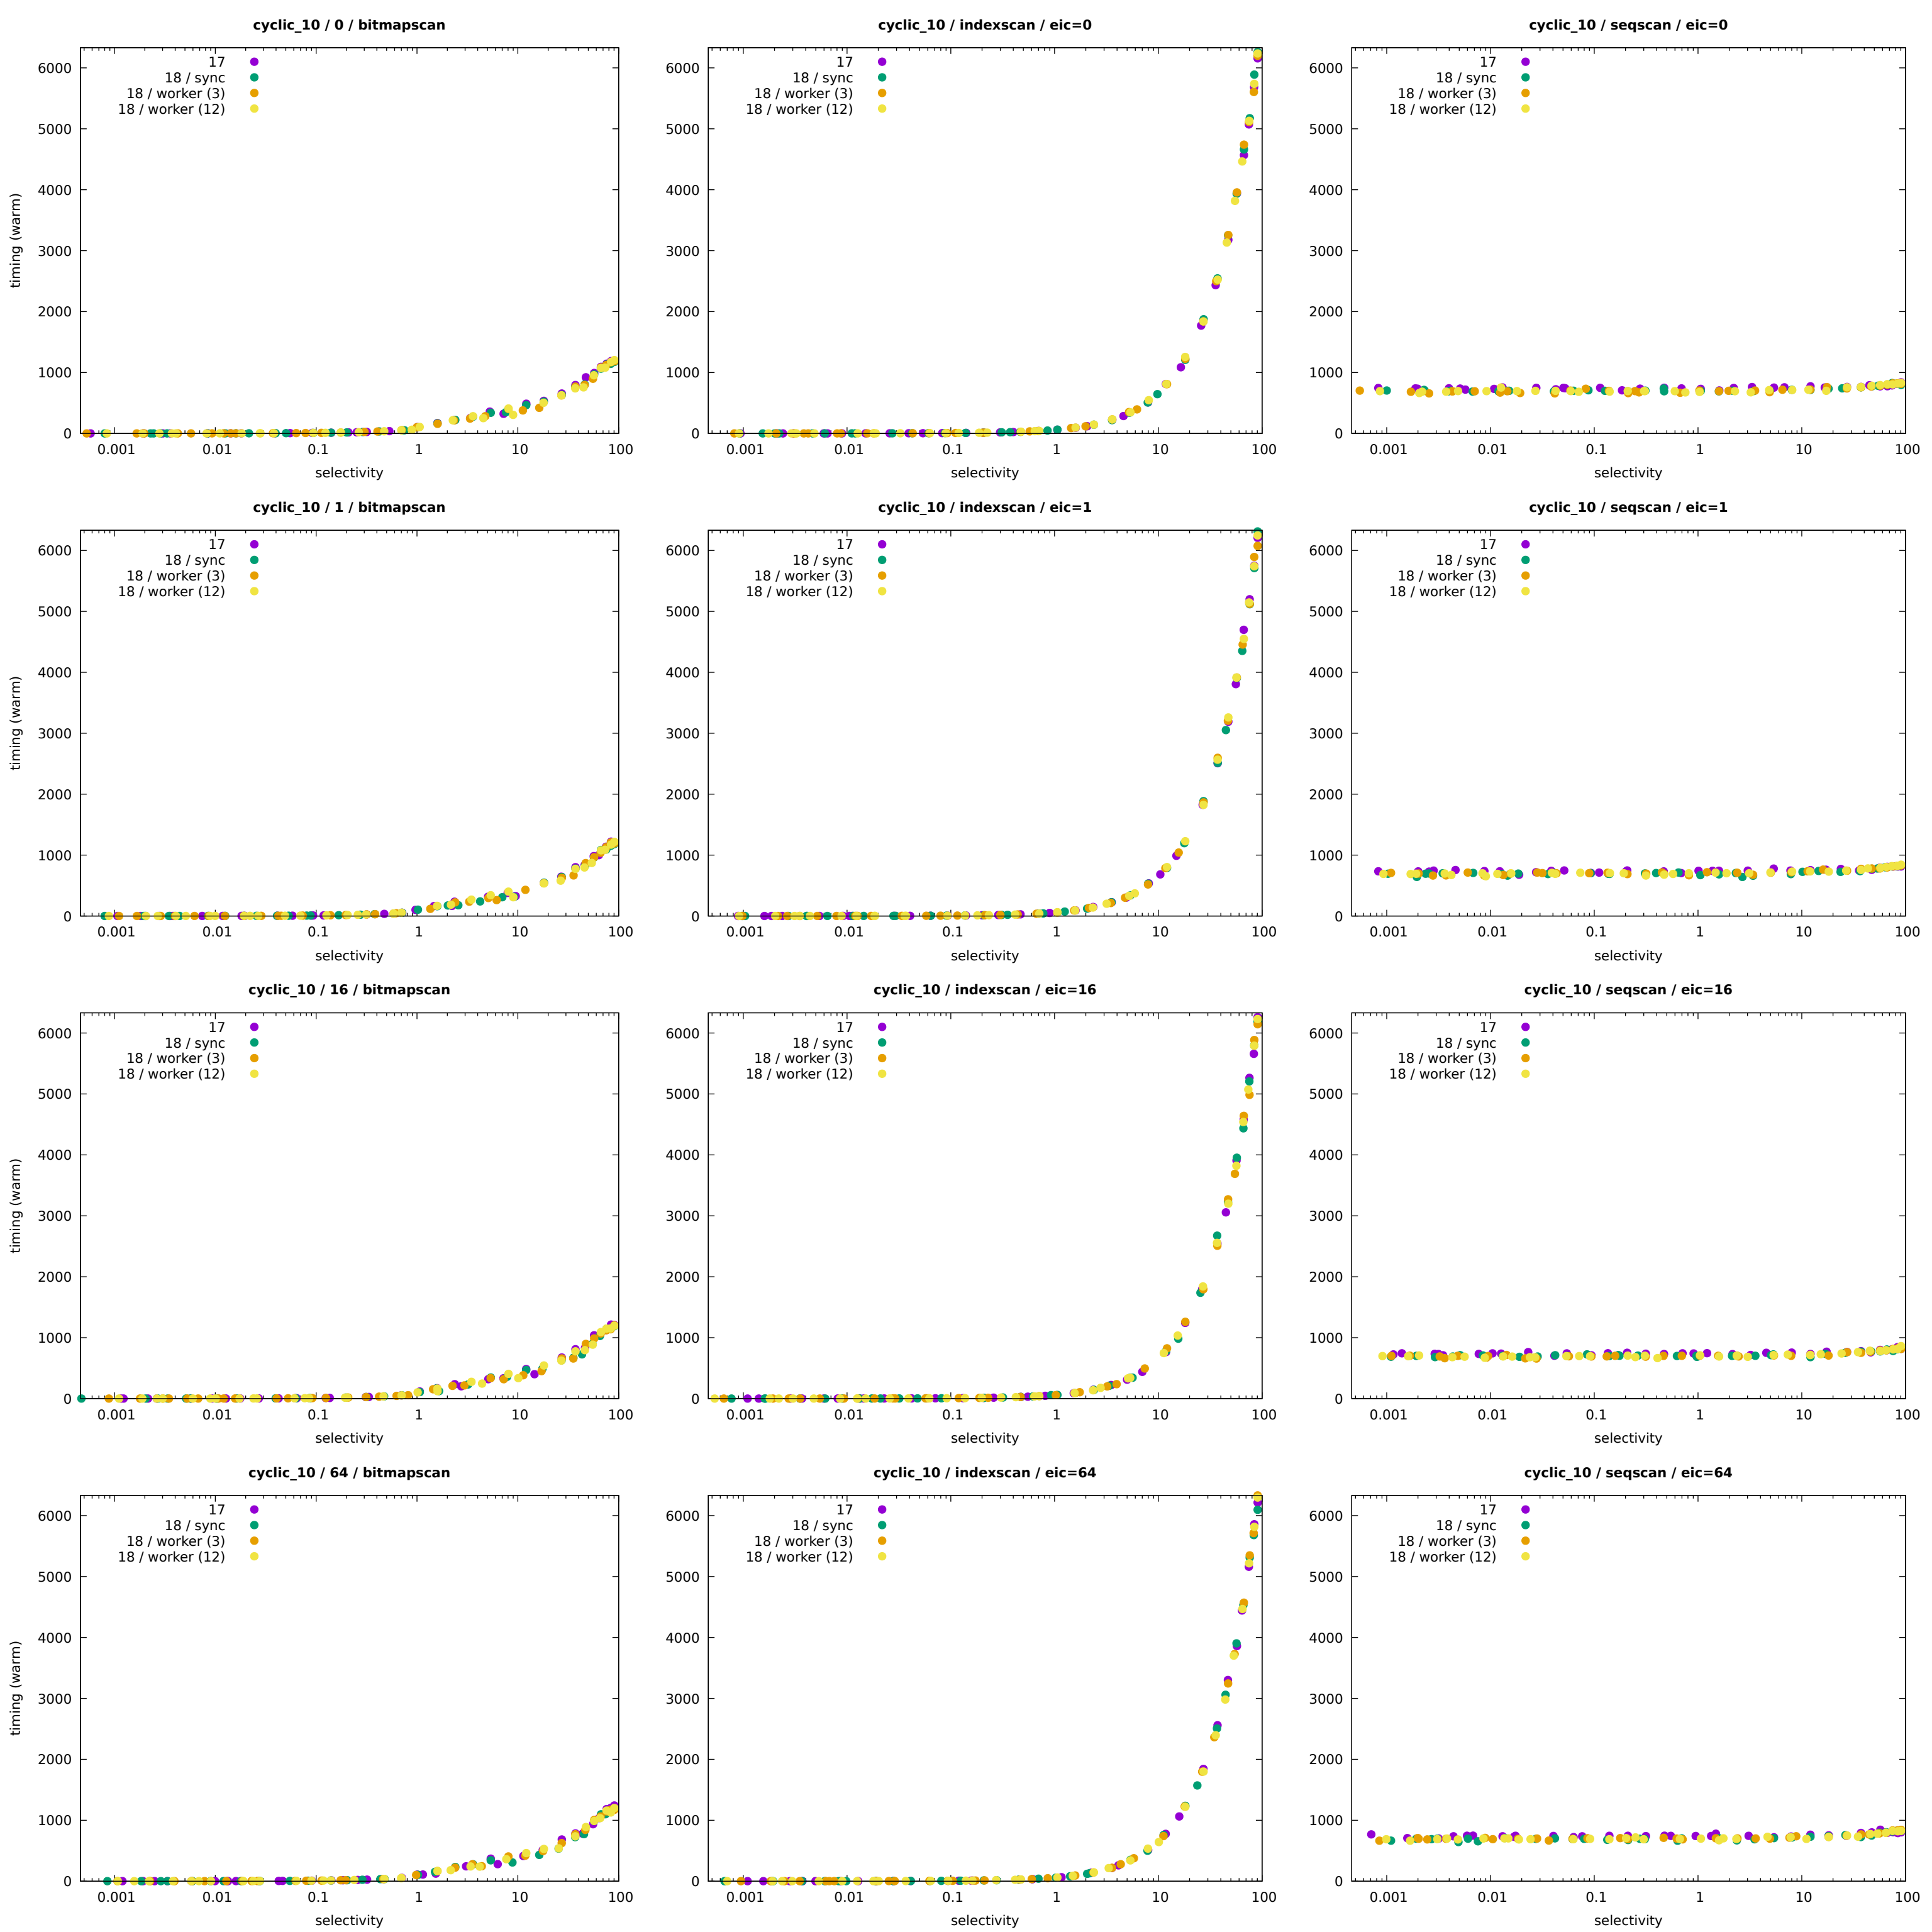 cyclic_10 / 0 / bitmapscan
timing (warm)
6000
5000
4000
3000
2000
1000
0
17
18 / sync
18 / worker (3)
18 / worker (12)
0.001 0.01 0.1 1 10 100
selectivity
cyclic_10 / indexscan / eic=0
6000
5000
4000
3000
2000
1000
0
17
18 / sync
18 / worker (3)
18 / worker (12)
0.001 0.01 0.1 1 10 100
selectivity
cyclic_10 / seqscan / eic=0
6000
5000
4000
3000
2000
1000
0
17
18 / sync
18 / worker (3)
18 / worker (12)
0.001 0.01 0.1 1 10 100
selectivity
cyclic_10 / 1 / bitmapscan
timing (warm)
6000
5000
4000
3000
2000
1000
0
17
18 / sync
18 / worker (3)
18 / worker (12)
0.001 0.01 0.1 1 10 100
selectivity
cyclic_10 / indexscan / eic=1
6000
5000
4000
3000
2000
1000
0
17
18 / sync
18 / worker (3)
18 / worker (12)
0.001 0.01 0.1 1 10 100
selectivity
cyclic_10 / seqscan / eic=1
6000
5000
4000
3000
2000
1000
0
17
18 / sync
18 / worker (3)
18 / worker (12)
0.001 0.01 0.1 1 10 100
selectivity
cyclic_10 / 16 / bitmapscan
timing (warm)
6000
5000
4000
3000
2000
1000
0
17
18 / sync
18 / worker (3)
18 / worker (12)
0.001 0.01 0.1 1 10 100
selectivity
cyclic_10 / indexscan / eic=16
6000
5000
4000
3000
2000
1000
0
17
18 / sync
18 / worker (3)
18 / worker (12)
0.001 0.01 0.1 1 10 100
selectivity
cyclic_10 / seqscan / eic=16
6000
5000
4000
3000
2000
1000
0
17
18 / sync
18 / worker (3)
18 / worker (12)
0.001 0.01 0.1 1 10 100
selectivity
cyclic_10 / 64 / bitmapscan
timing (warm)
6000
5000
4000
3000
2000
1000
0
17
18 / sync
18 / worker (3)
18 / worker (12)
0.001 0.01 0.1 1 10 100
selectivity
cyclic_10 / indexscan / eic=64
6000
5000
4000
3000
2000
1000
0
17
18 / sync
18 / worker (3)
18 / worker (12)
0.001 0.01 0.1 1 10 100
selectivity
cyclic_10 / seqscan / eic=64
6000
5000
4000
3000
2000
1000
0
17
18 / sync
18 / worker (3)
18 / worker (12)
0.001 0.01 0.1 1 10 100
selectivity